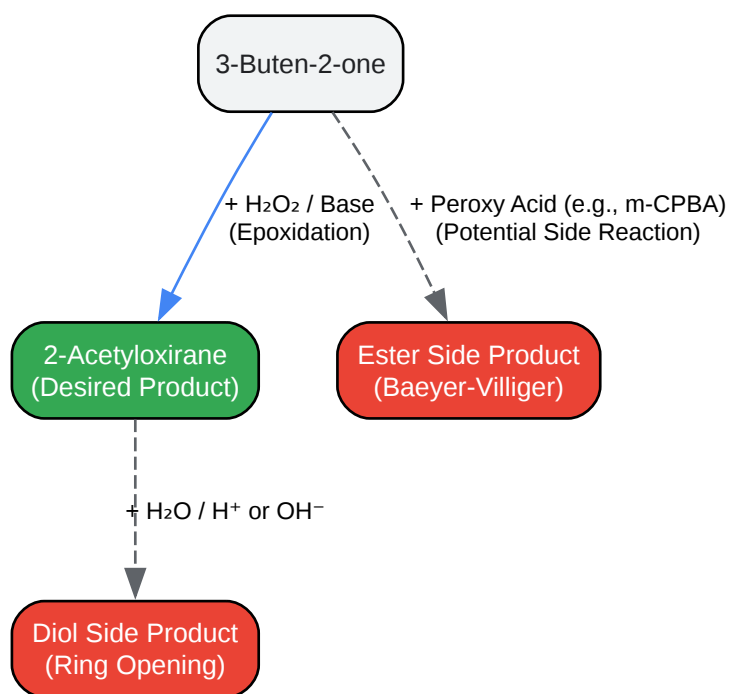 3-Buten-2-one
+ H₂O₂ / Base
(Epoxidation)
+ Peroxy Acid (e.g., m-CPBA)
(Potential Side Reaction)
2-Acetyloxirane
(Desired Product)
Ester Side Product
(Baeyer-Villiger)
+ H₂O / H⁺ or OH⁻
Diol Side Product
(Ring Opening)